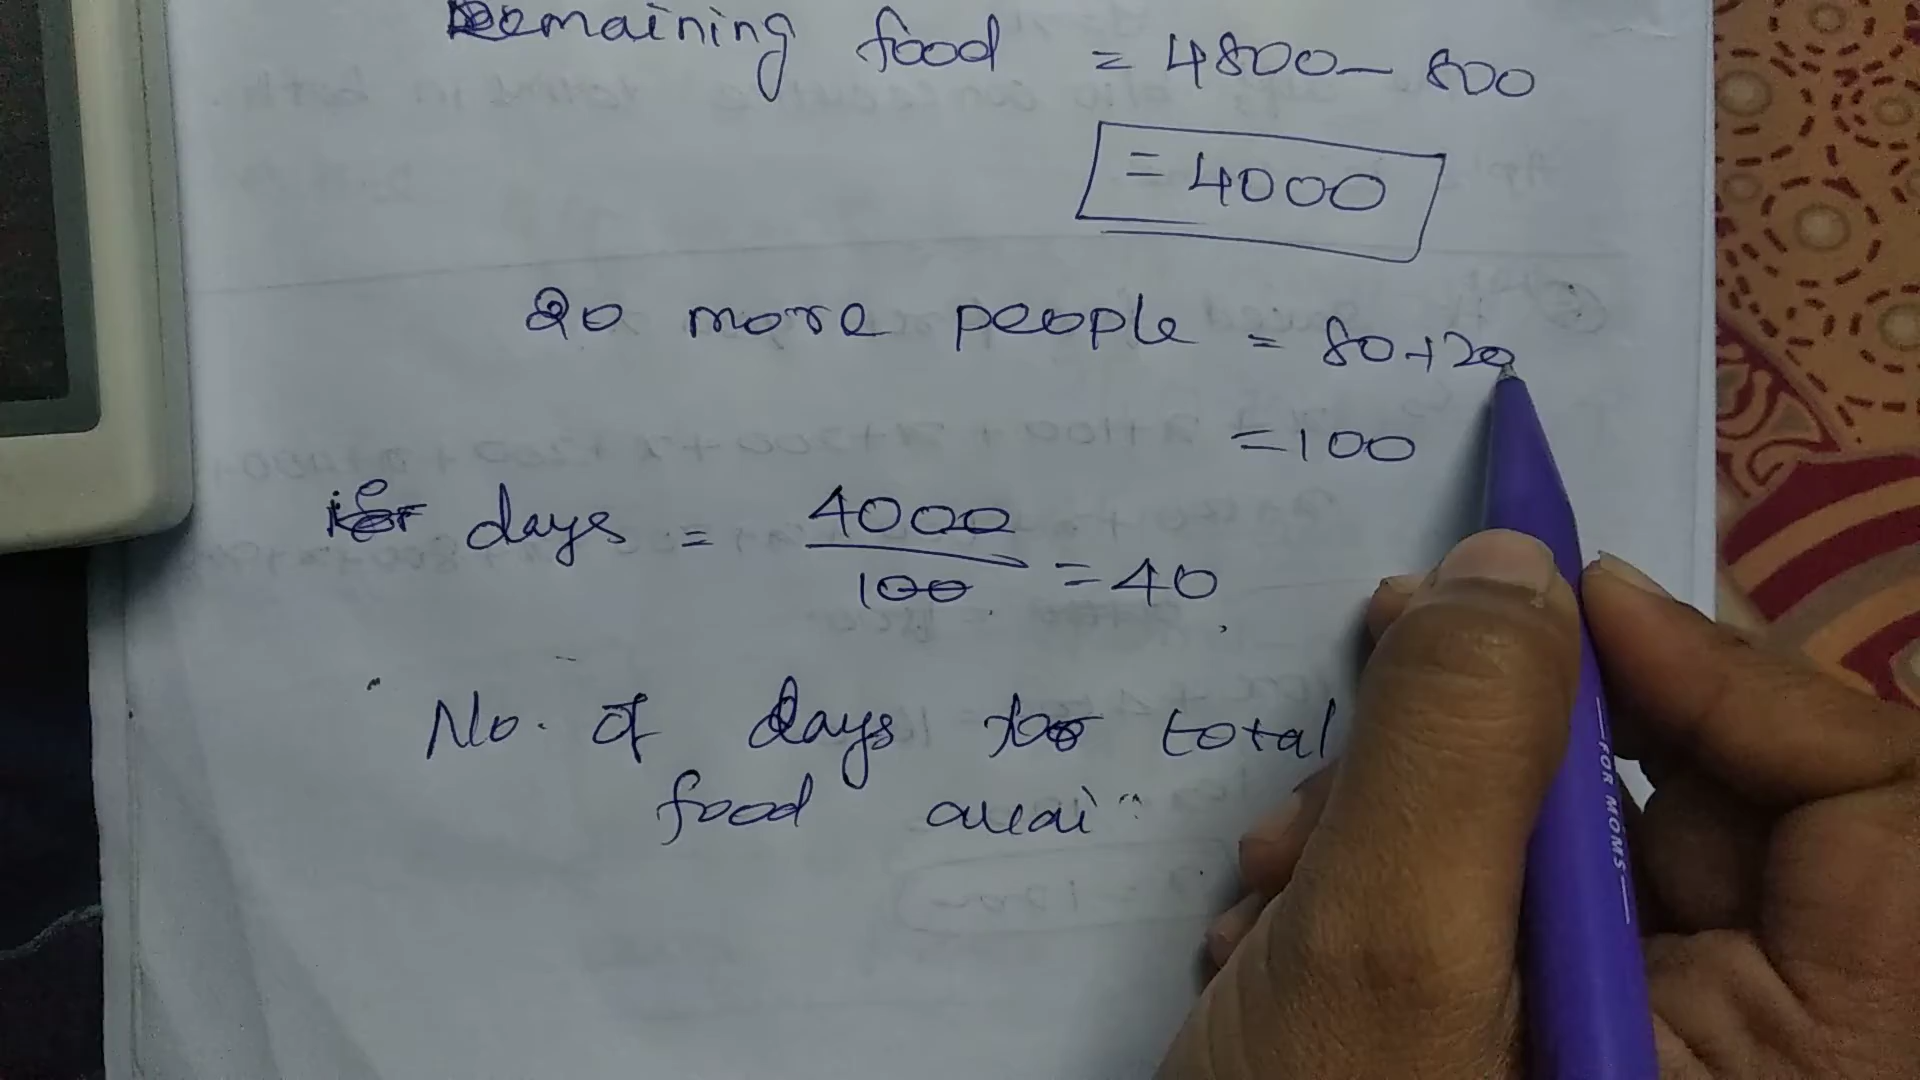 Remaining food = 4800 - 800
= 4000
20 more people = 80+20
= 100
days = 4000/100 = 40
No. of days total
food avai
FOR MOMS